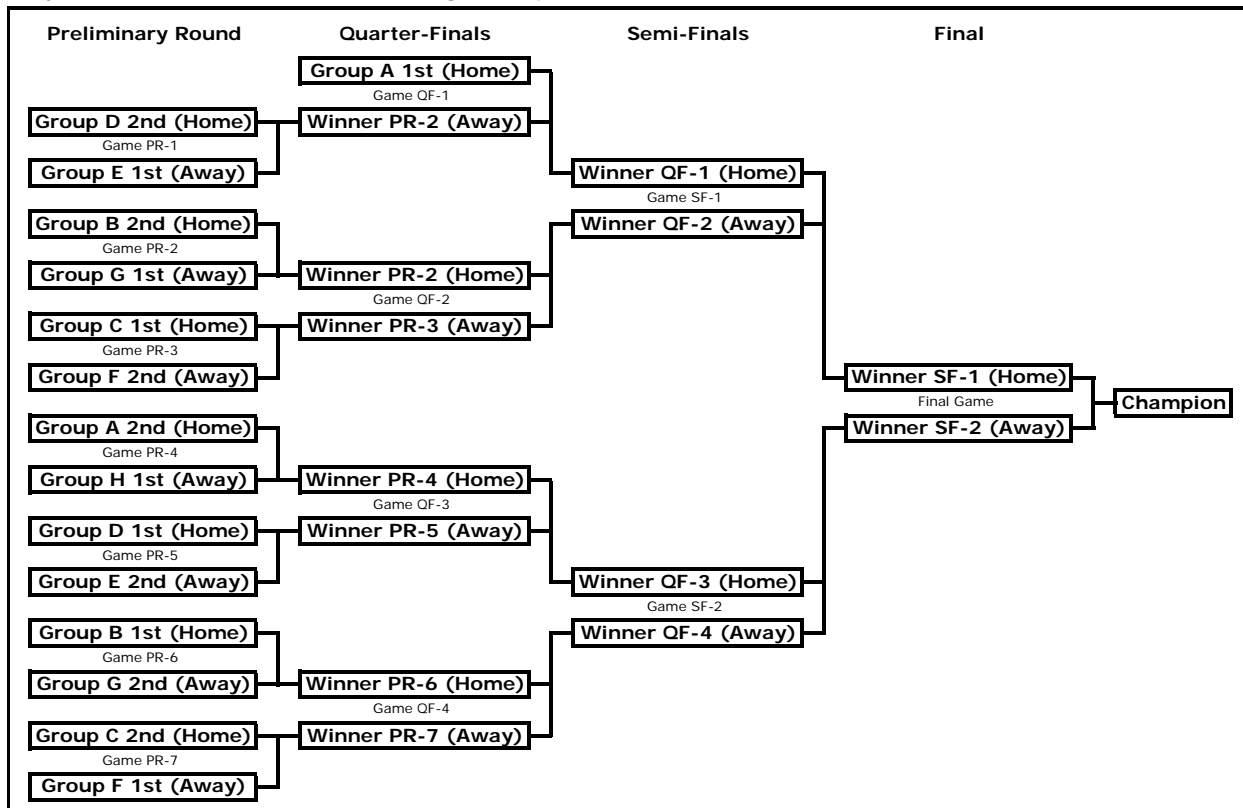 Preliminary Round Quarter-Finals Semi-Finals Final
Group A 1st (Home)
Game QF-1
Group D 2nd (Home) Winner PR-2 (Away)
Game PR-1
Group E 1st (Away) Winner QF-1 (Home)
Game SF-1
Group B 2nd (Home) Winner QF-2 (Away)
Game PR-2
Group G 1st (Away) Winner PR-2 (Home)
Game QF-2
Group C 1st (Home) Winner PR-3 (Away)
Game PR-3
Group F 2nd (Away) Winner SF-1 (Home)
Final Game Champion
Group A 2nd (Home) Winner SF-2 (Away)
Game PR-4
Group H 1st (Away) Winner PR-4 (Home)
Game QF-3
Group D 1st (Home) Winner PR-5 (Away)
Game PR-5
Group E 2nd (Away) Winner QF-3 (Home)
Game SF-2
Group B 1st (Home) Winner QF-4 (Away)
Game PR-6
Group G 2nd (Away) Winner PR-6 (Home)
Game QF-4
Group C 2nd (Home) Winner PR-7 (Away)
Game PR-7
Group F 1st (Away)